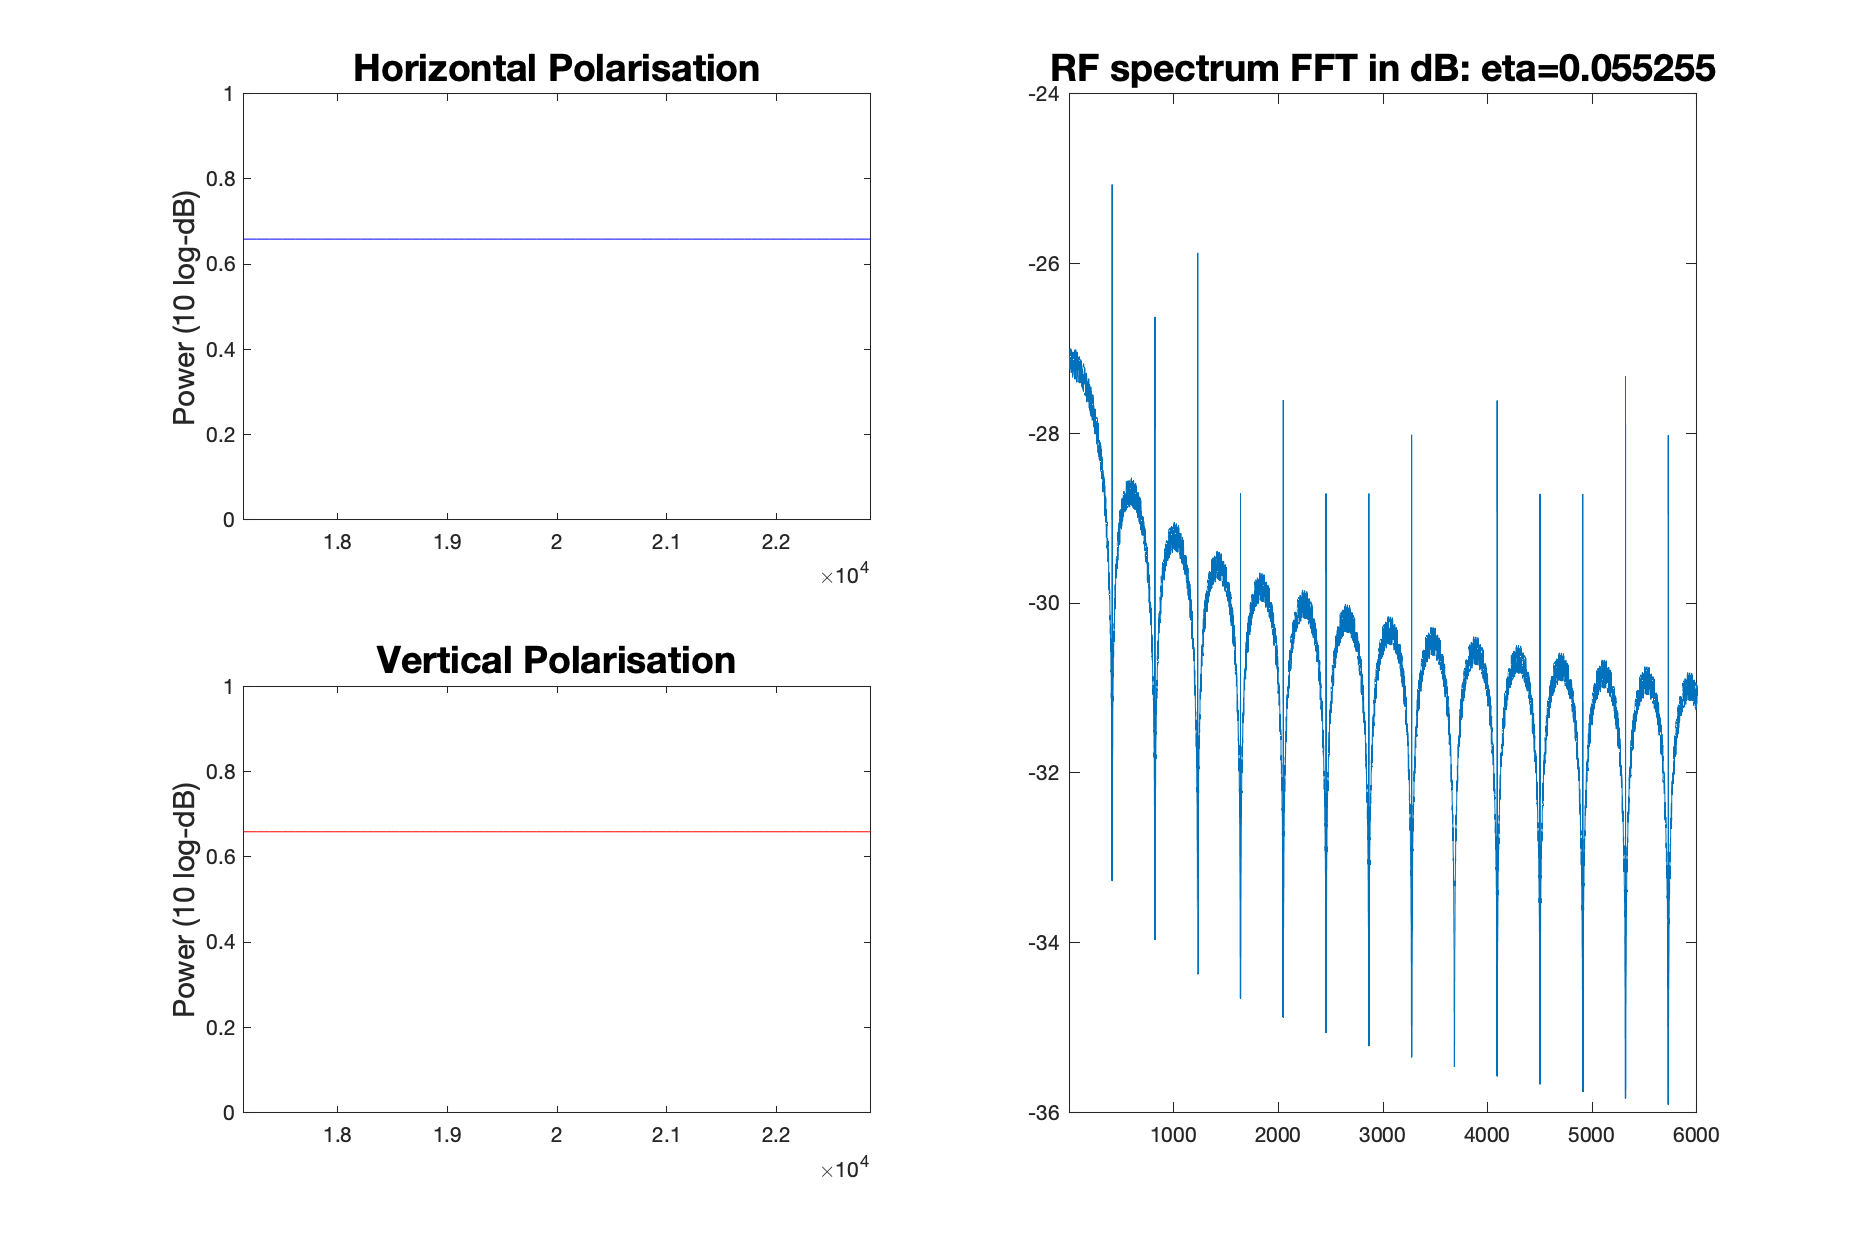 Horizontal Polarisation
Power (10 log-dB)
1
0.8
0.6
0.4
0.2
0
1.8 1.9 2 2.1 2.2
×10^4
Vertical Polarisation
Power (10 log-dB)
1
0.8
0.6
0.4
0.2
0
1.8 1.9 2 2.1 2.2
×10^4
RF spectrum FFT in dB: eta=0.055255
-24
-26
-28
-30
-32
-34
-36
1000 2000 3000 4000 5000 6000